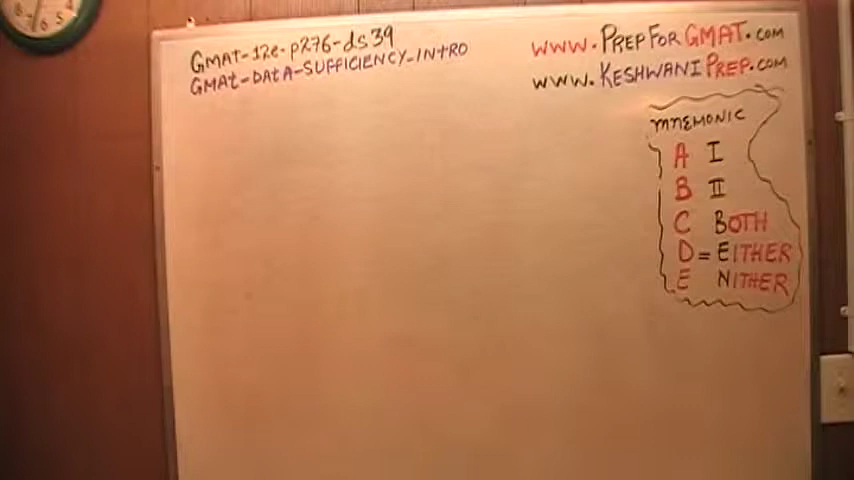 GMAT-12e-p276-ds39
GMAT-DATA-SUFFICIENCY-INTRO
www.PREPFORGMAT.com
www.KESHWANIPREP.com
MNEMONIC
A I
B II
C BOTH
D = EITHER
E NITHER